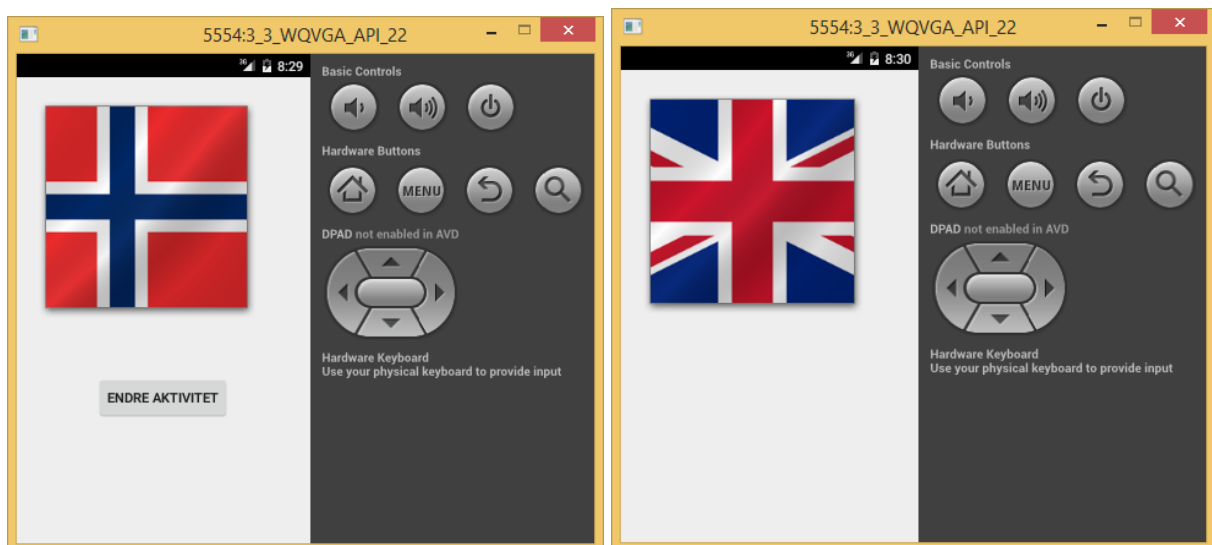 5554:3_3_WQVGA_API_22
36 8:29
Basic Controls
Hardware Buttons
MENU
DPAD not enabled in AVD
Hardware Keyboard
Use your physical keyboard to provide input
ENDRE AKTIVITET
5554:3_3_WQVGA_API_22
36 8:30
Basic Controls
Hardware Buttons
MENU
DPAD not enabled in AVD
Hardware Keyboard
Use your physical keyboard to provide input